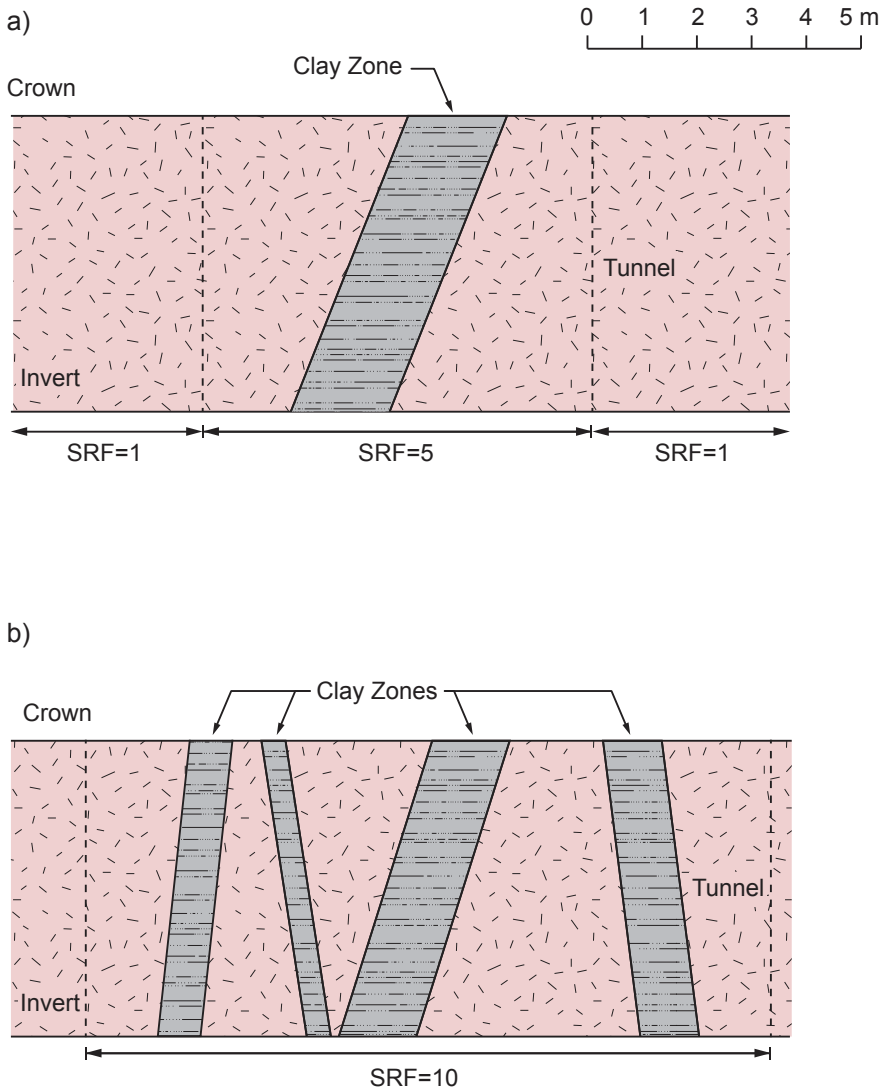 a)
0 1 2 3 4 5 m
Clay Zone
Crown
Tunnel
Invert
SRF=1 SRF=5 SRF=1
b)
Clay Zones
Crown
Tunnel
Invert
SRF=10